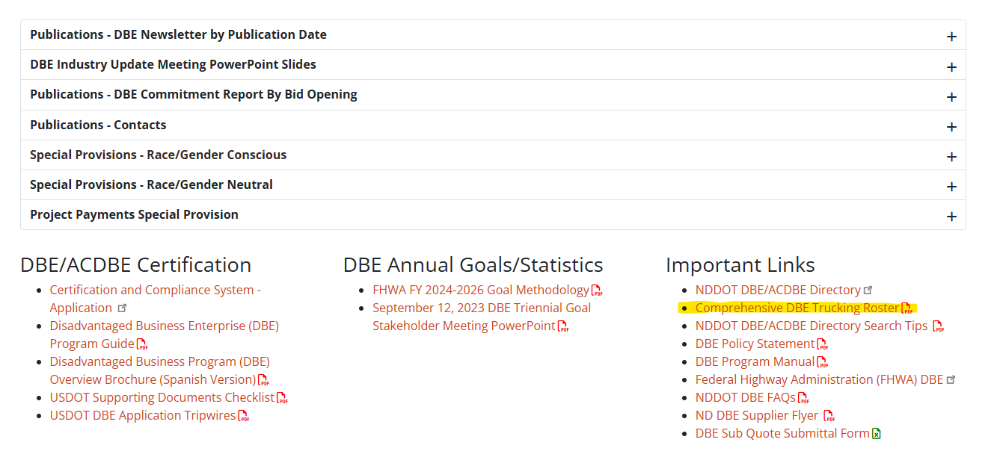 Publications - DBE Newsletter by Publication Date
DBE Industry Update Meeting PowerPoint Slides
Publications - DBE Commitment Report By Bid Opening
Publications - Contacts
Special Provisions - Race/Gender Conscious
Special Provisions - Race/Gender Neutral
Project Payments Special Provision
DBE/ACDBE Certification
Certification and Compliance System -
Application
Disadvantaged Business Enterprise (DBE)
Program Guide
Disadvantaged Business Program (DBE)
Overview Brochure (Spanish Version)
USDOT Supporting Documents Checklist
USDOT DBE Application Tripwires
DBE Annual Goals/Statistics
FHWA FY 2024-2026 Goal Methodology
September 12, 2023 DBE Triennial Goal
Stakeholder Meeting PowerPoint
Important Links
NDDOT DBE/ACDBE Directory
Comprehensive DBE Trucking Roster
NDDOT DBE/ACDBE Directory Search Tips
DBE Policy Statement
DBE Program Manual
Federal Highway Administration (FHWA) DBE
NDDOT DBE FAQs
ND DBE Supplier Flyer
DBE Sub Quote Submittal Form